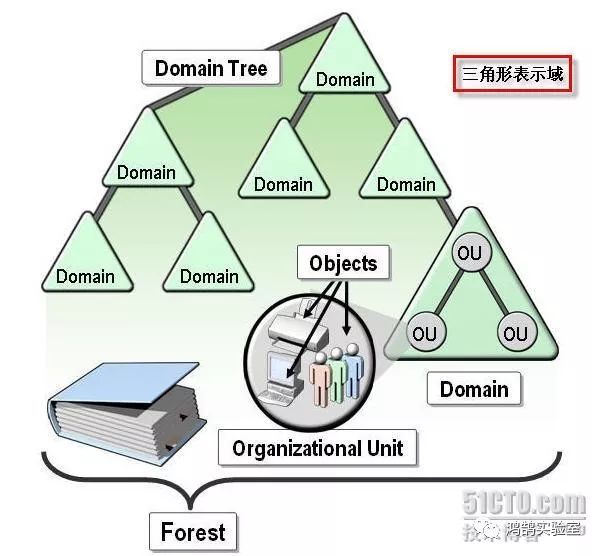 Domain Tree
Domain
三角形表示域
Domain
Domain
Domain
Domain
Domain
OU
OU
OU
Objects
Domain
Organizational Unit
Forest
51CTO.com
鸿鹄实验室